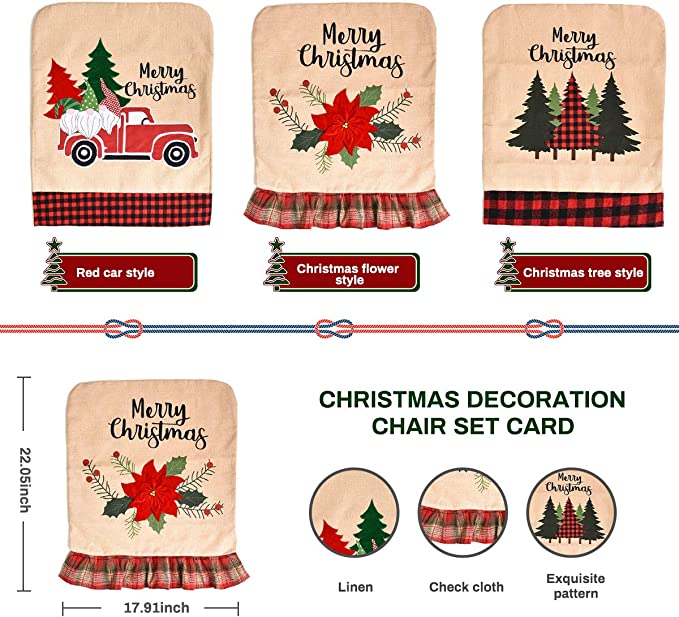 Merry
Christmas
Merry
Christmas
Merry
Christmas
Red car style
Christmas flower
style
Christmas tree style
22.05inch
Merry
Christmas
17.91inch
CHRISTMAS DECORATION
CHAIR SET CARD
Merry
Christmas
Linen
Check cloth
Exquisite
pattern